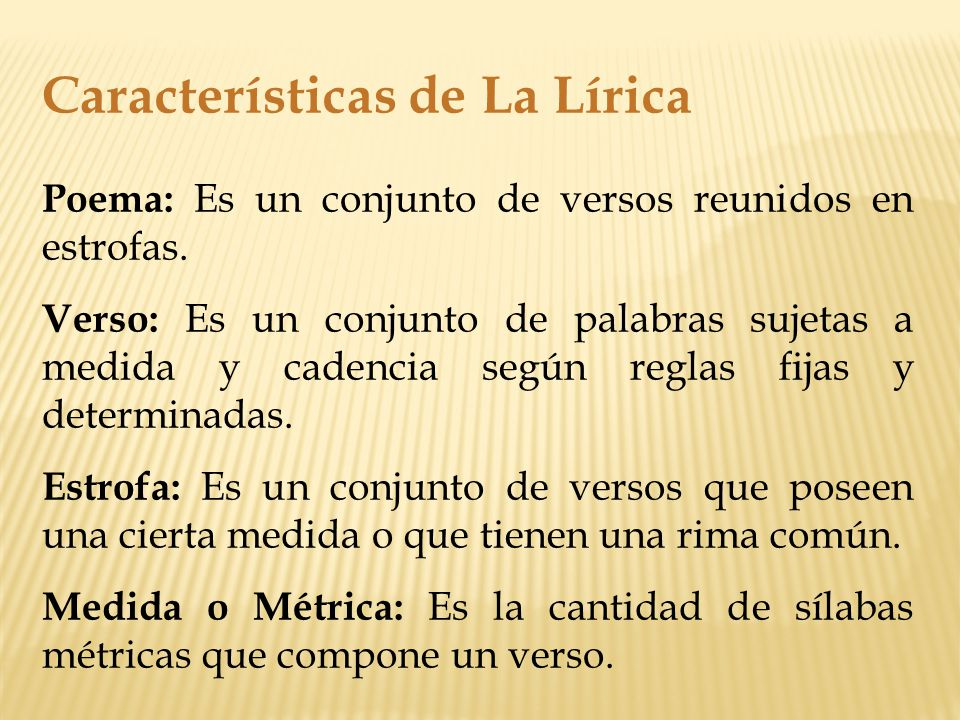 Características de La Lírica
Poema: Es un conjunto de versos reunidos en
estrofas.
Verso: Es un conjunto de palabras sujetas a
medida y cadencia según reglas fijas y
determinadas.
Estrofa: Es un conjunto de versos que poseen
una cierta medida o que tienen una rima común.
Medida o Métrica: Es la cantidad de sílabas
métricas que compone un verso.